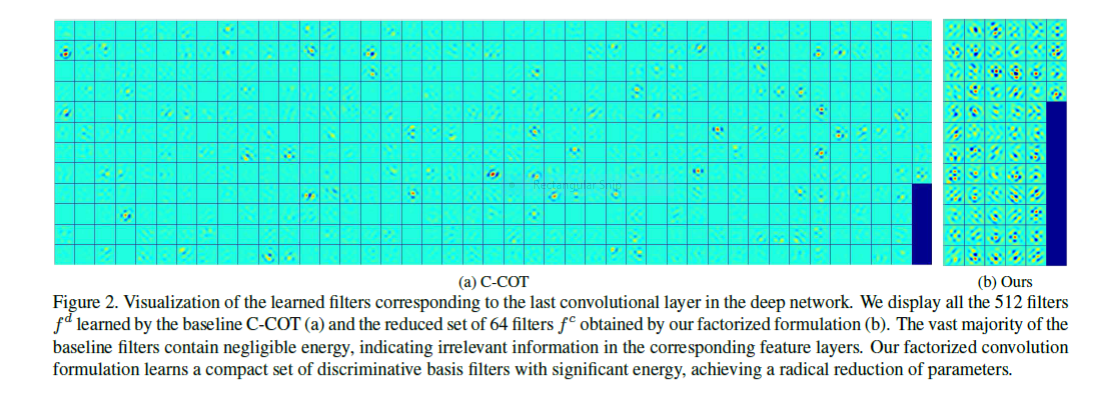 Rectangular Snip
(a) C-COT
(b) Ours
Figure 2. Visualization of the learned filters corresponding to the last convolutional layer in the deep network. We display all the 512 filters
f^d learned by the baseline C-COT (a) and the reduced set of 64 filters f^c obtained by our factorized formulation (b). The vast majority of the
baseline filters contain negligible energy, indicating irrelevant information in the corresponding feature layers. Our factorized convolution
formulation learns a compact set of discriminative basis filters with significant energy, achieving a radical reduction of parameters.